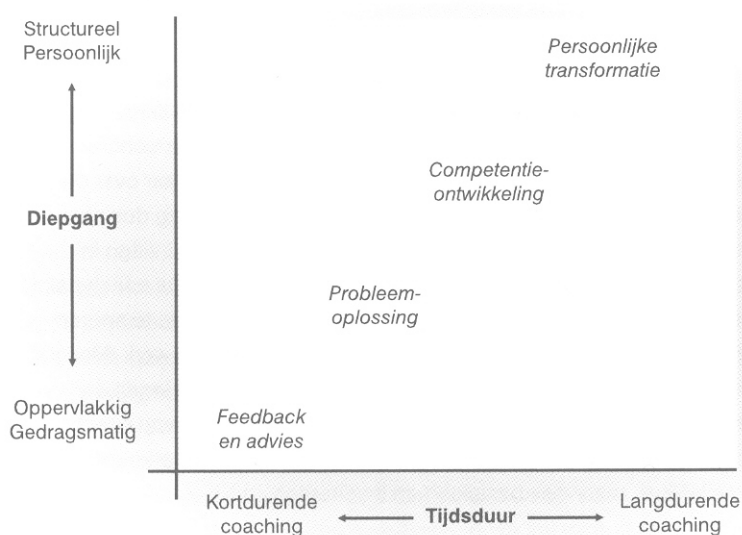 Structureel
Persoonlijk
Persoonlijke
transformatie
Competentie-
ontwikkeling
Diepgang
Probleem-
oplossing
Oppervlakkig
Gedragsmatig
Feedback
en advies
Kortdurende
coaching
Tijdsduur
Langdurende
coaching